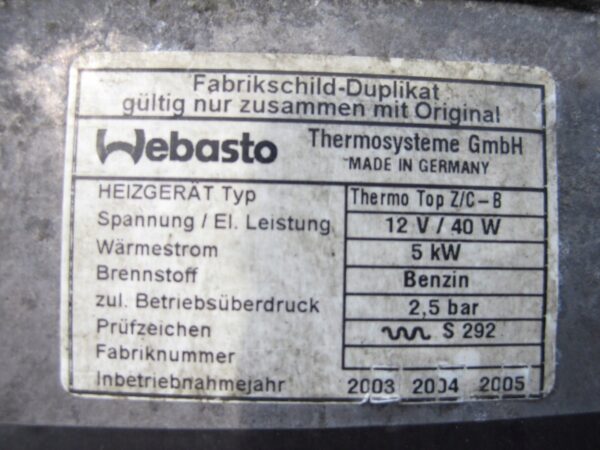 Fabrikschild-Duplikat
gültig nur zusammen mit Original
Webasto Thermosysteme GmbH
MADE IN GERMANY
HEIZGERÄT Typ Thermo Top Z/C-B
Spannung / El. Leistung 12 V / 40 W
Wärmestrom 5 kW
Brennstoff Benzin
zul. Betriebsüberdruck 2,5 bar
Prüfzeichen S 292
Fabriknummer
Inbetriebnahmejahr 2003 2004 2005